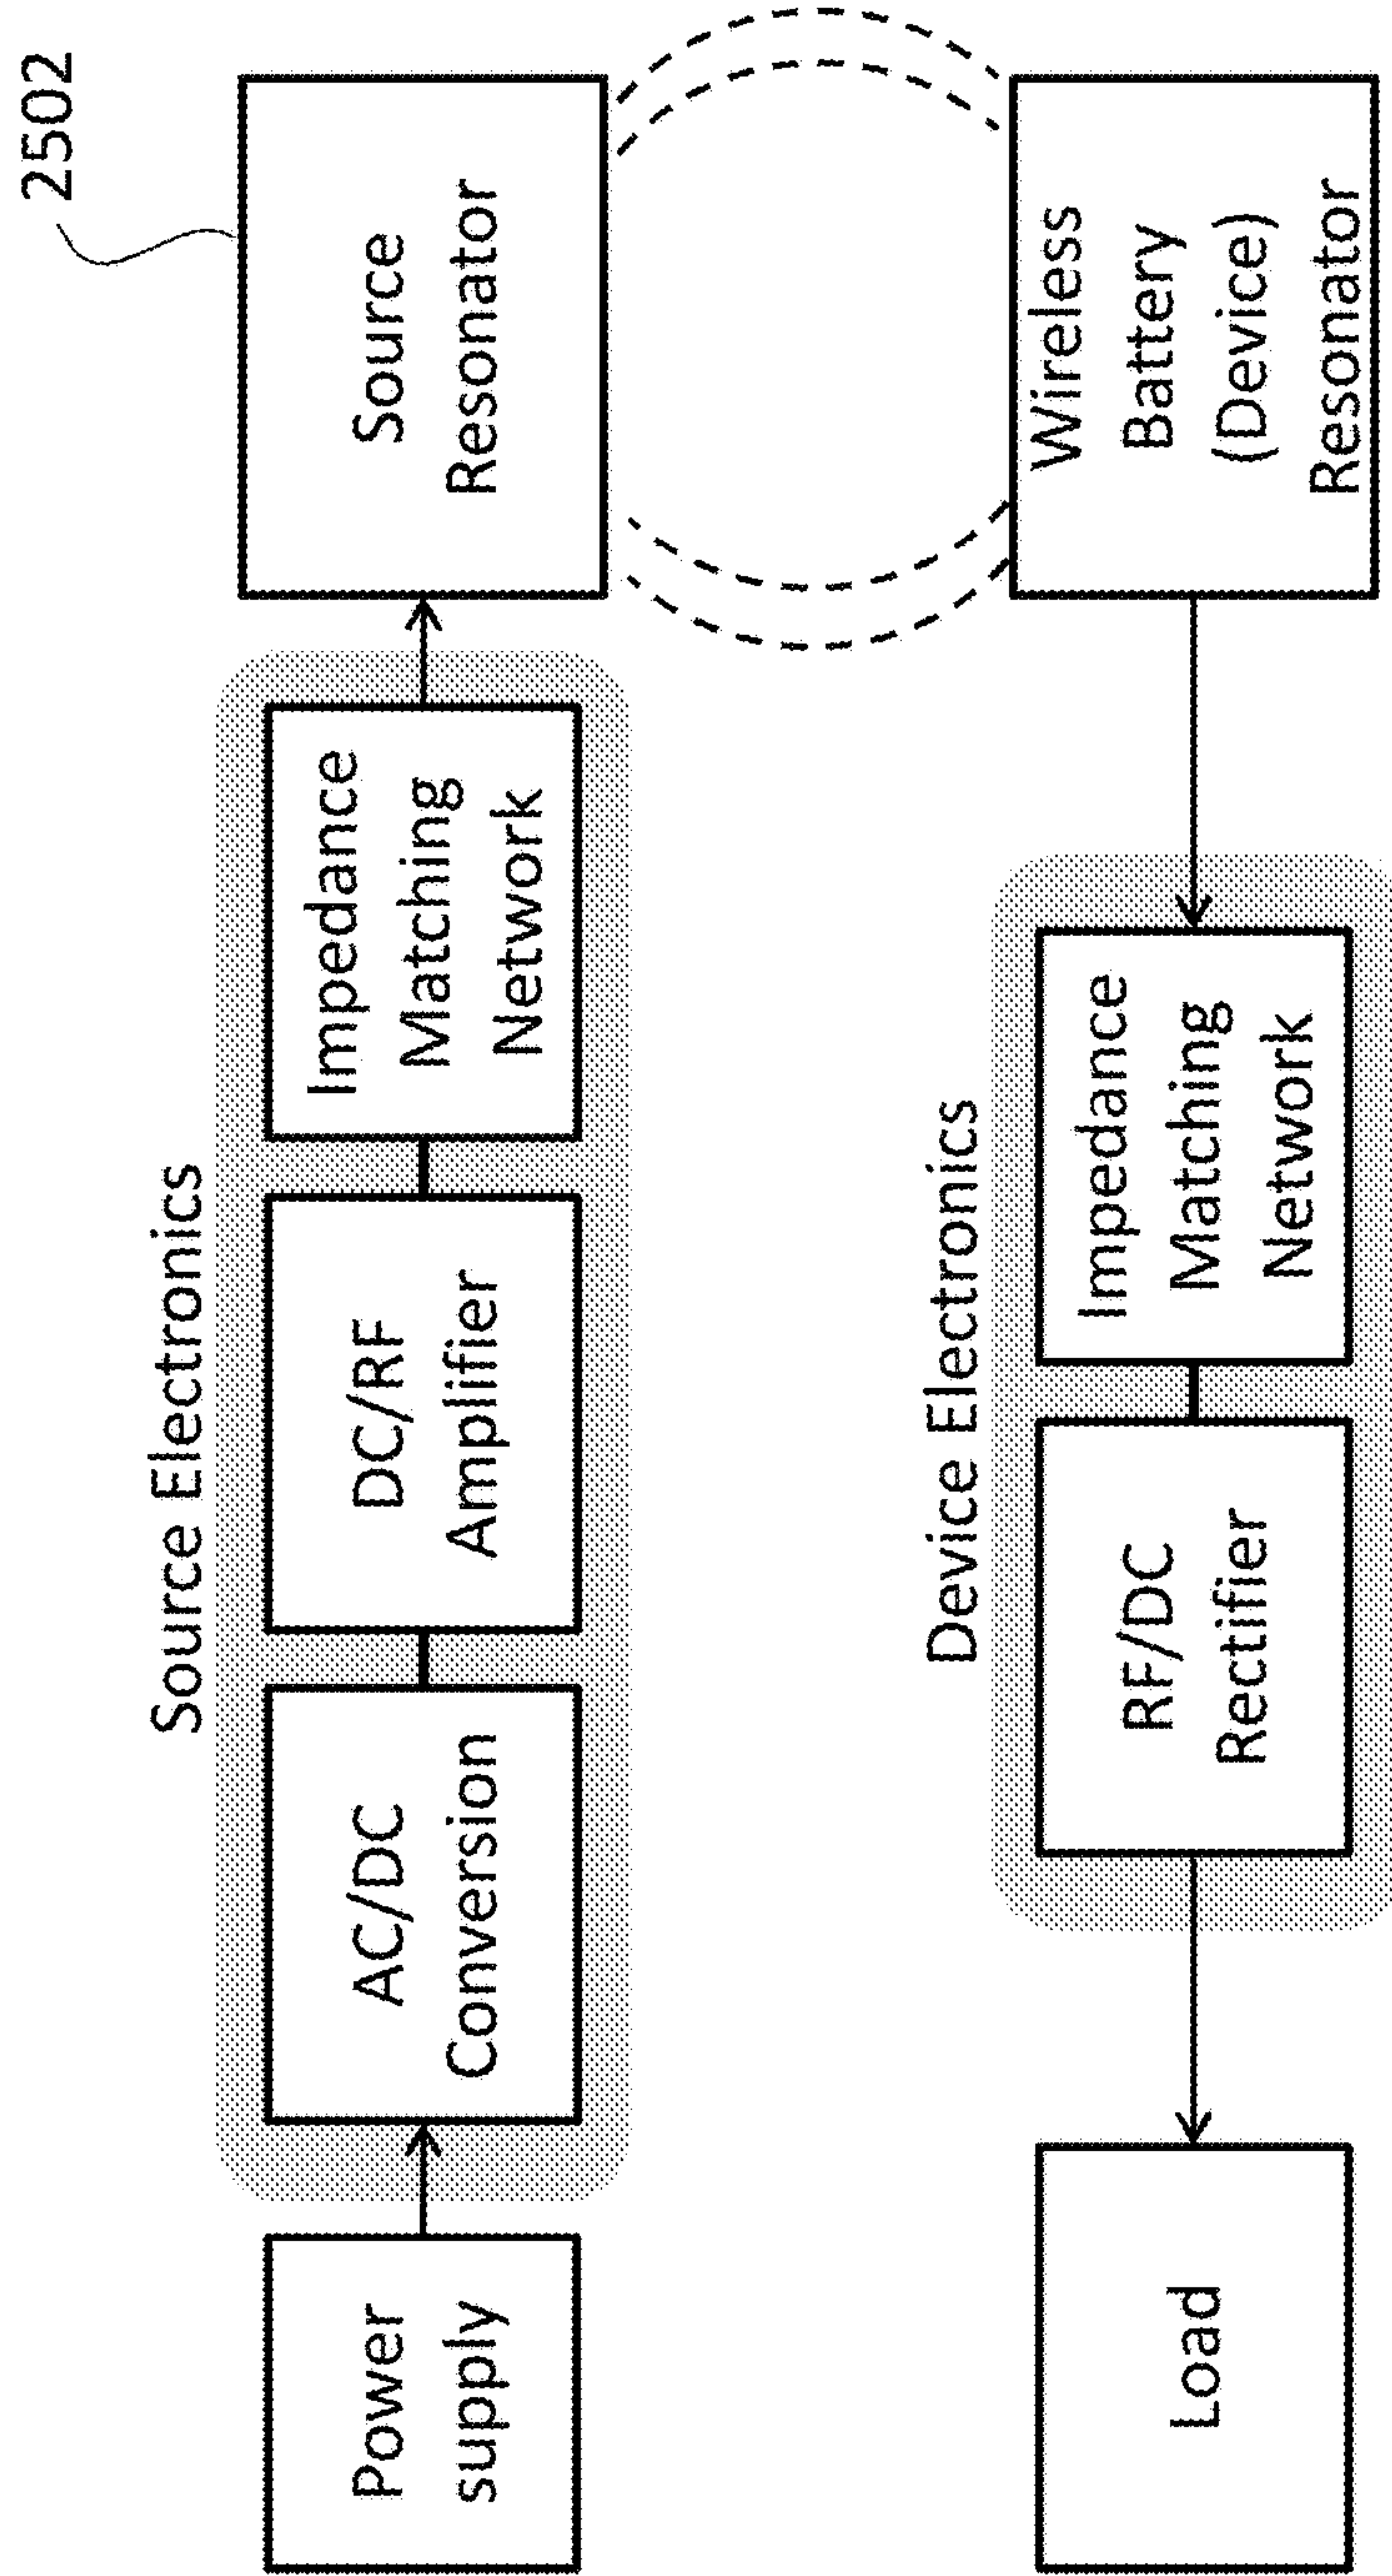 2502
Source Electronics
Power
supply
AC/DC
Conversion
DC/RF
Amplifier
Impedance
Matching
Network
Source
Resonator
Device Electronics
Load
RF/DC
Rectifier
Impedance
Matching
Network
Wireless
Battery
(Device)
Resonator